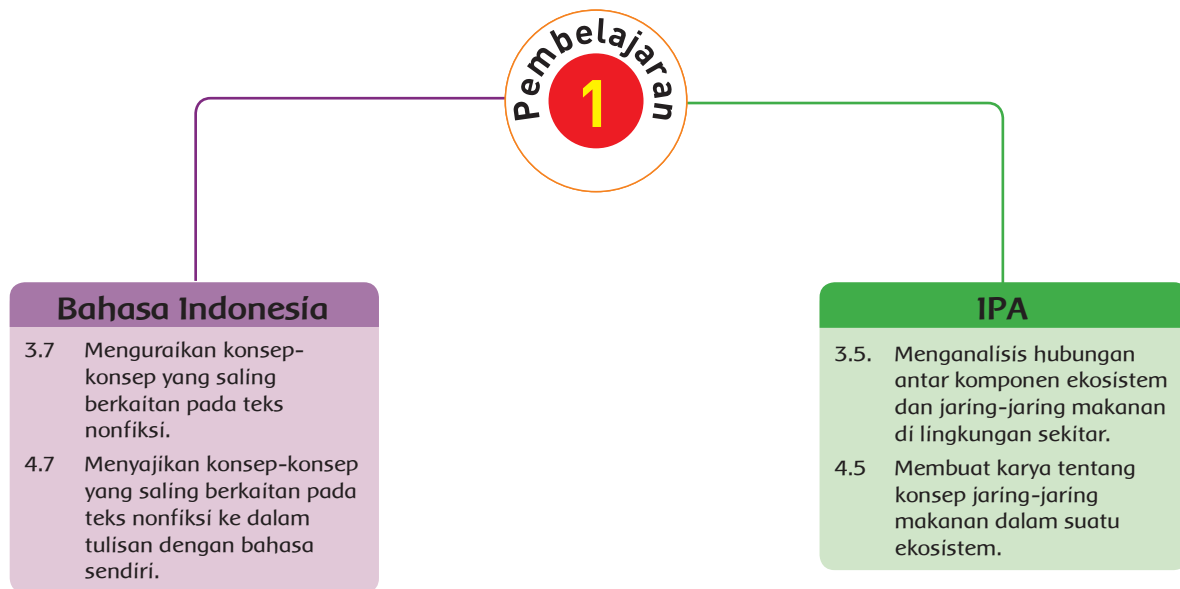 Pembelajaran
1
Bahasa Indonesia
3.7 Menguraikan konsep-
konsep yang saling
berkaitan pada teks
nonfiksi.
4.7 Menyajikan konsep-konsep
yang saling berkaitan pada
teks nonfiksi ke dalam
tulisan dengan bahasa
sendiri.
IPA
3.5. Menganalisis hubungan
antar komponen ekosistem
dan jaring-jaring makanan
di lingkungan sekitar.
4.5 Membuat karya tentang
konsep jaring-jaring
makanan dalam suatu
ekosistem.